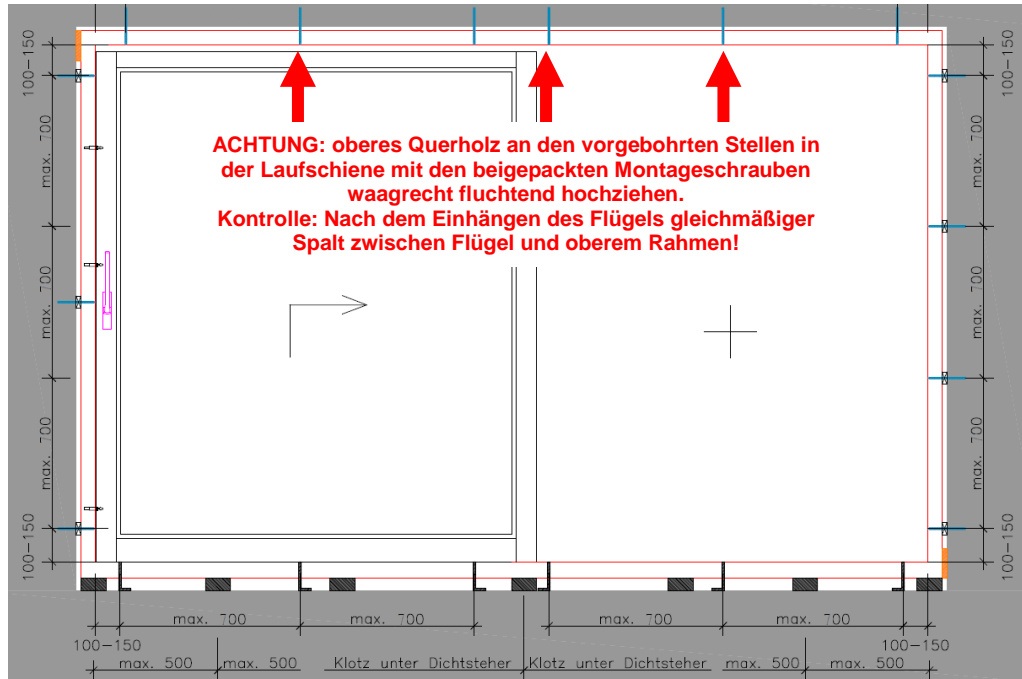 ACHTUNG: oberes Querholz an den vorgebohrten Stellen in
der Laufschiene mit den beigepackten Montageschrauben
waagrecht fluchtend hochziehen.
Kontrolle: Nach dem Einhängen des Flügels gleichmäßiger
Spalt zwischen Flügel und oberem Rahmen!
100-150
max. 700
max. 700
max. 700
100-150
100-150
max. 700
max. 700
max. 700
100-150
max. 700
max. 700
max. 700
max. 700
100-150
100-150
max. 500
max. 500
Klotz unter Dichtsteher
Klotz unter Dichtsteher
max. 500
max. 500